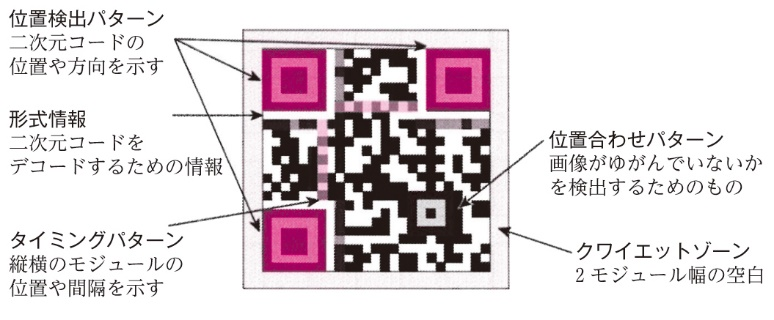 位置検出パターン
二次元コードの
位置や方向を示す
形式情報
二次元コードを
デコードするための情報
タイミングパターン
縦横のモジュールの
位置や間隔を示す
位置合わせパターン
画像がゆがんでいないか
を検出するためのもの
クワイエットゾーン
2 モジュール幅の空白